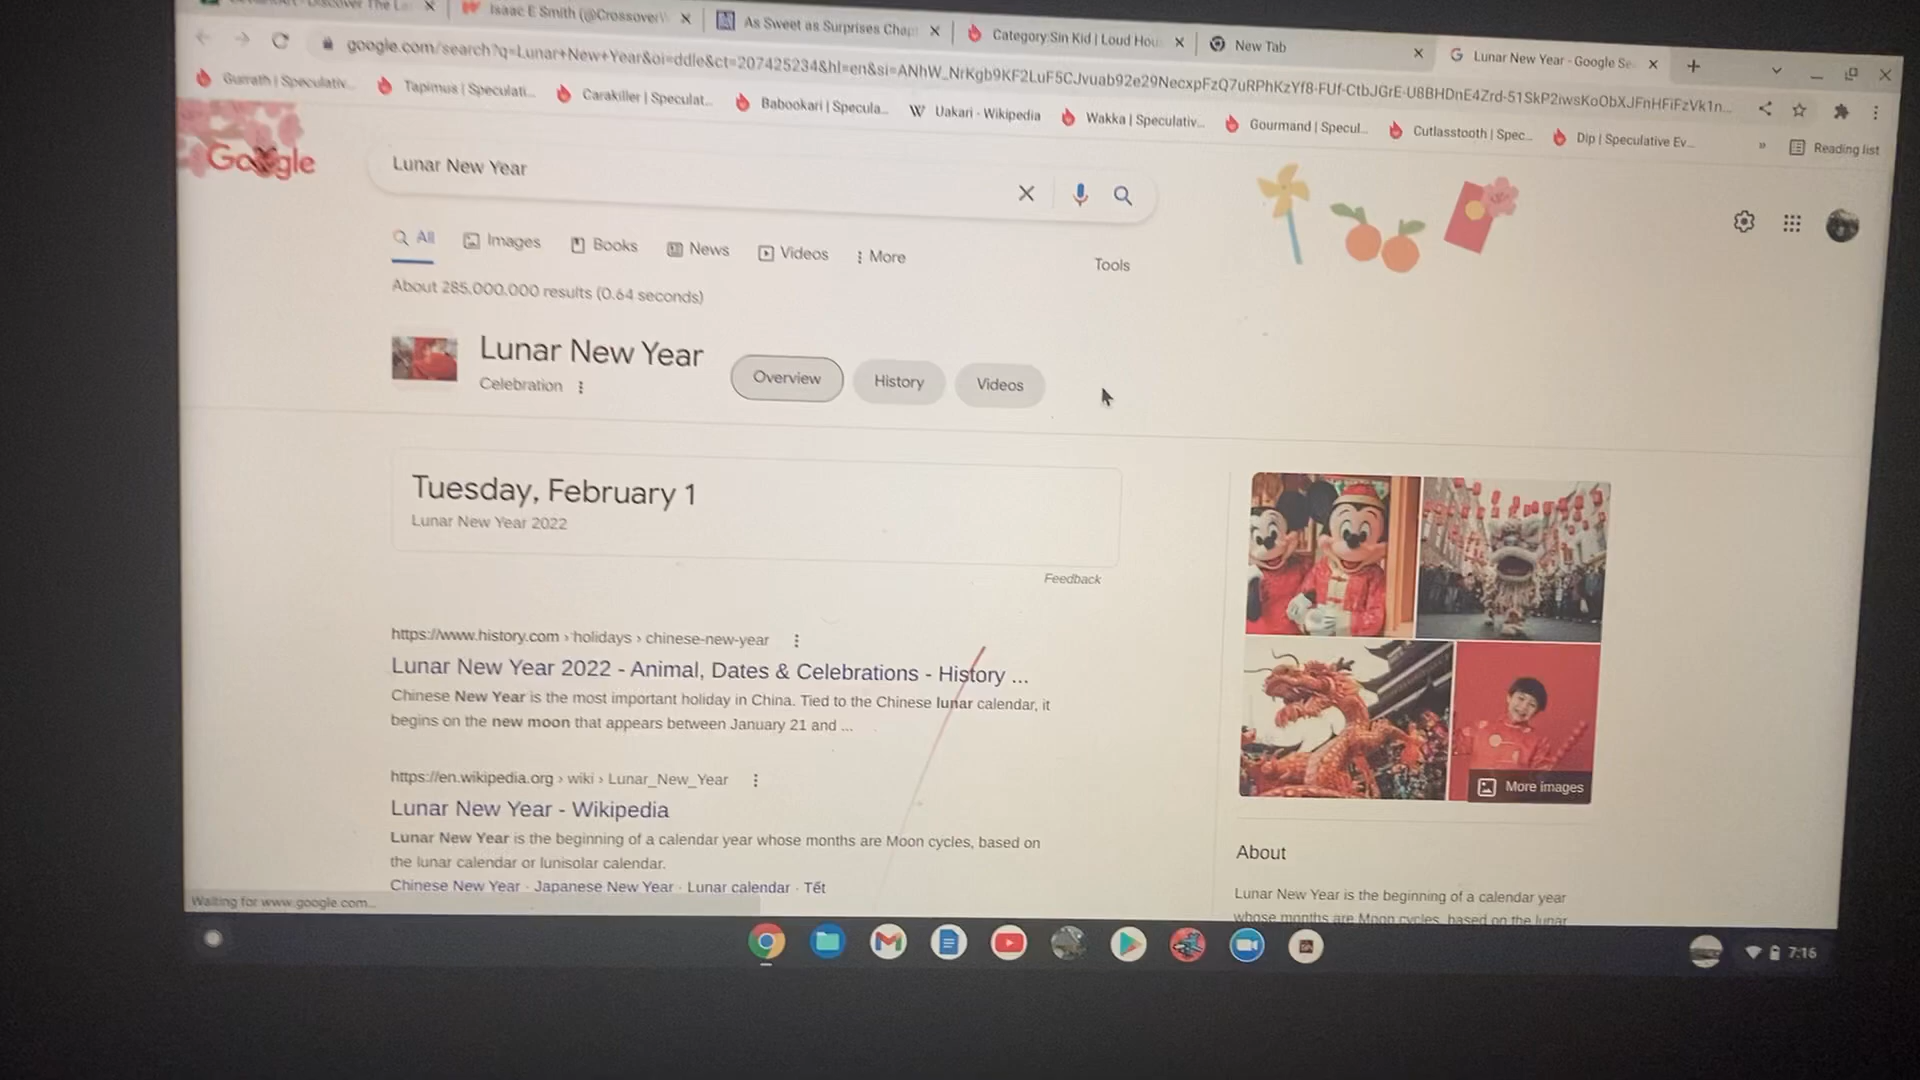 Isaac E Smith (@Crossover
As Sweet as Surprises Chap
Category:Sin Kid | Loud Hou
New Tab
Lunar New Year - Google Se
google.com/search?q=Lunar+New+Year&oi=ddle&ct=207425234&hl=en&si=
Gurrath | Speculativ...
Tapimus | Speculati...
Carakiller | Speculat...
Babookari | Specula...
Uakari - Wikipedia
Wakka | Speculativ...
Gourmand | Specul...
Cutlasstooth | Spec...
Dip | Speculative Ev...
»
Reading list
Google
Lunar New Year
All
Images
Books
News
Videos
More
Tools
About 285,000,000 results (0.64 seconds)
Lunar New Year
Celebration
Overview
History
Videos
Tuesday, February 1
Lunar New Year 2022
Feedback
https://www.history.com › holidays › chinese-new-year
Lunar New Year 2022 - Animal, Dates & Celebrations - History ...
Chinese New Year is the most important holiday in China. Tied to the Chinese lunar calendar, it
begins on the new moon that appears between January 21 and ...
https://en.wikipedia.org › wiki › Lunar_New_Year
Lunar New Year - Wikipedia
Lunar New Year is the beginning of a calendar year whose months are Moon cycles, based on
the lunar calendar or lunisolar calendar.
Chinese New Year · Japanese New Year · Lunar calendar · Tết
More images
About
Lunar New Year is the beginning of a calendar year
whose months are Moon cycles, based on the lunar
Waiting for www.google.com...
7:16